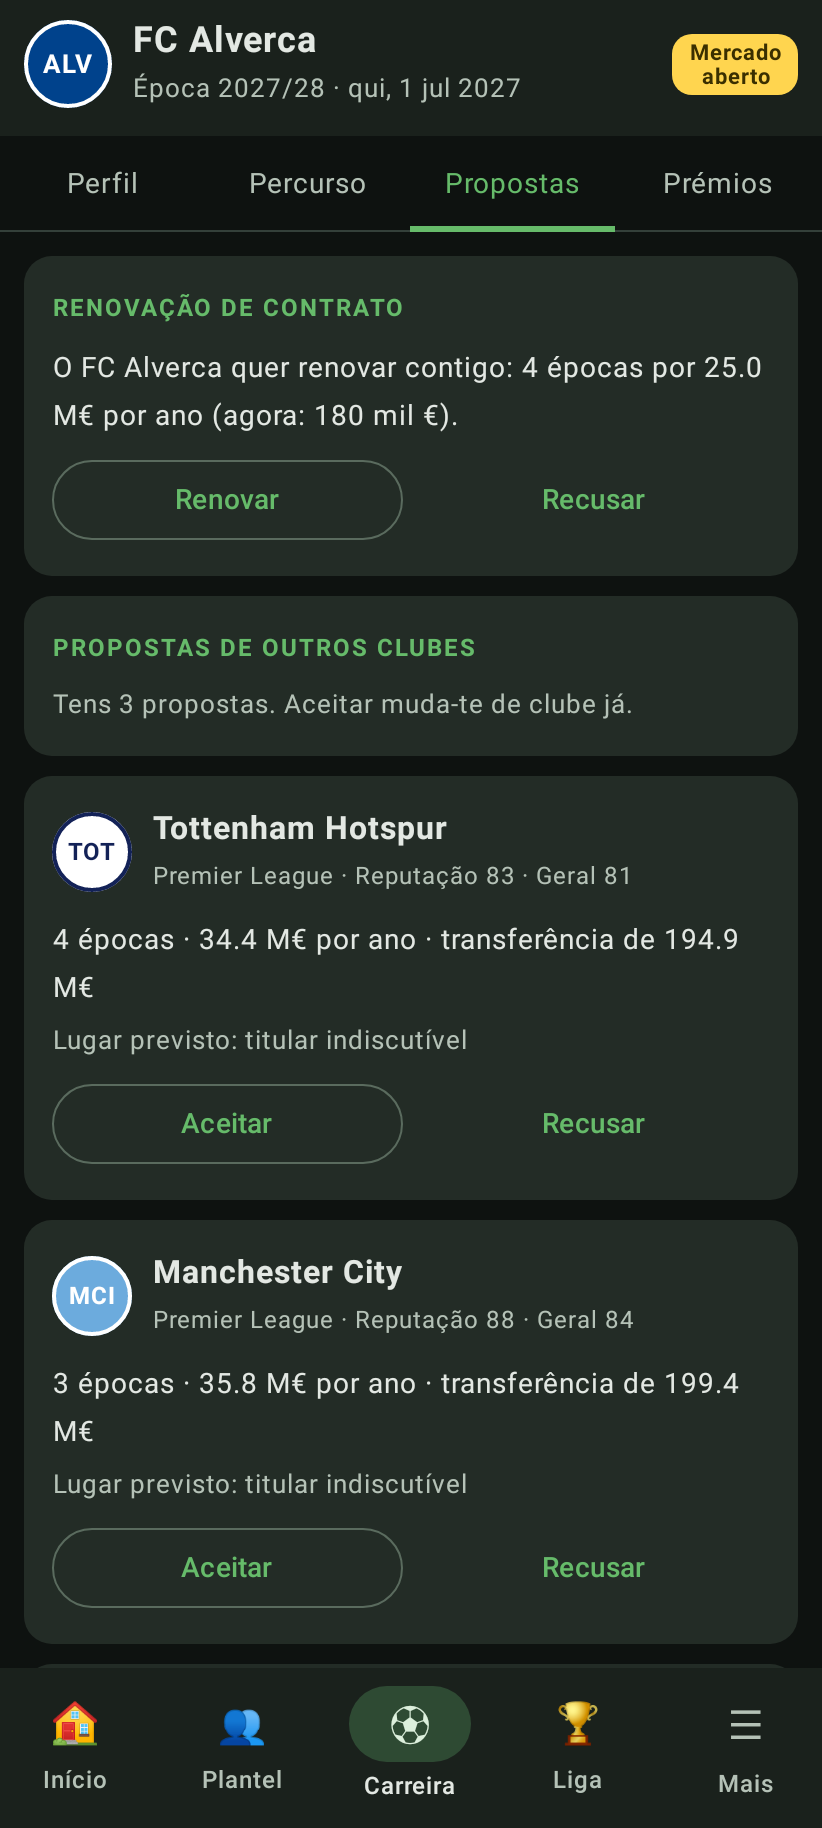 ALV
FC Alverca
Época 2027/28 · qui, 1 jul 2027
Mercado
aberto
Perfil
Percurso
Propostas
Prémios
RENOVAÇÃO DE CONTRATO
O FC Alverca quer renovar contigo: 4 épocas por 25.0
M€ por ano (agora: 180 mil €).
Renovar
Recusar
PROPOSTAS DE OUTROS CLUBES
Tens 3 propostas. Aceitar muda-te de clube já.
TOT
Tottenham Hotspur
Premier League · Reputação 83 · Geral 81
4 épocas · 34.4 M€ por ano · transferência de 194.9
M€
Lugar previsto: titular indiscutível
Aceitar
Recusar
MCI
Manchester City
Premier League · Reputação 88 · Geral 84
3 épocas · 35.8 M€ por ano · transferência de 199.4
M€
Lugar previsto: titular indiscutível
Aceitar
Recusar
Início
Plantel
Carreira
Liga
Mais